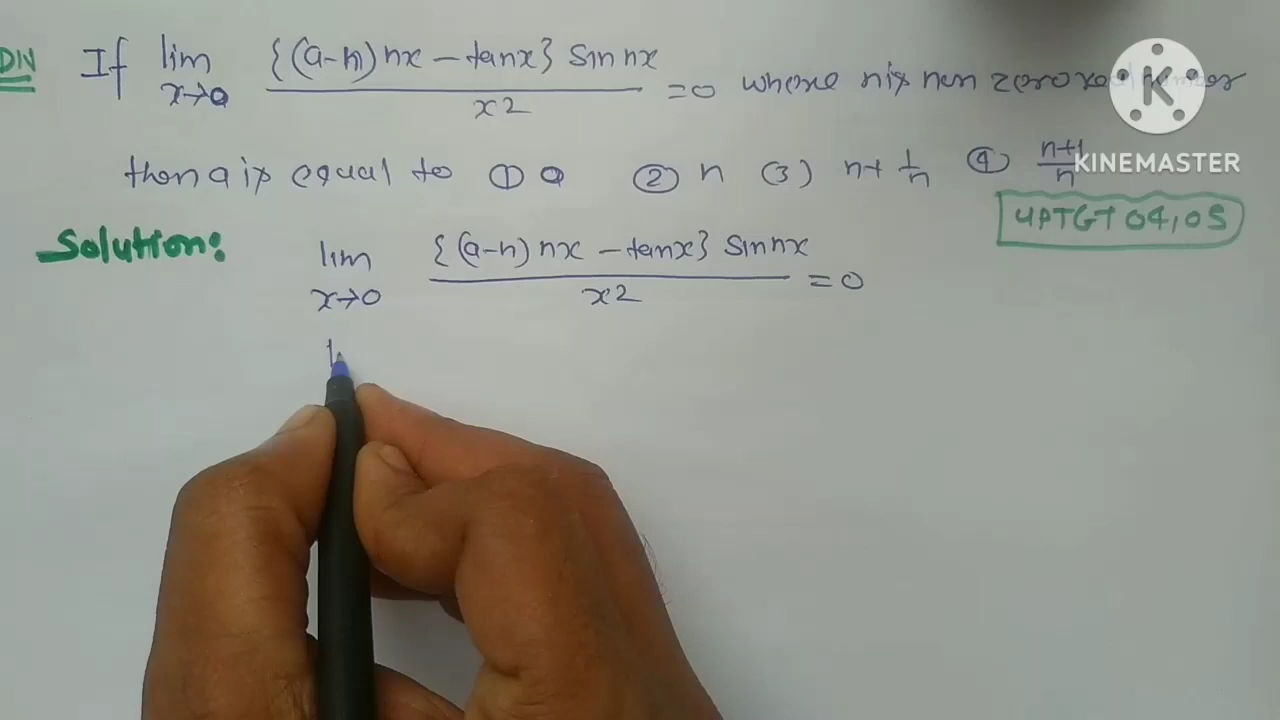 If lim x→0 {(a-n) nx - tanx} sin nx / x2 = 0 where n is non zero real
K
KINEMASTER
then a is equal to ① 0 ② n (3) n + 1/n ④ n+1/n
UPTGT 04,05
Solution: lim x→0 {(a-n) nx - tanx} sin nx / x2 = 0